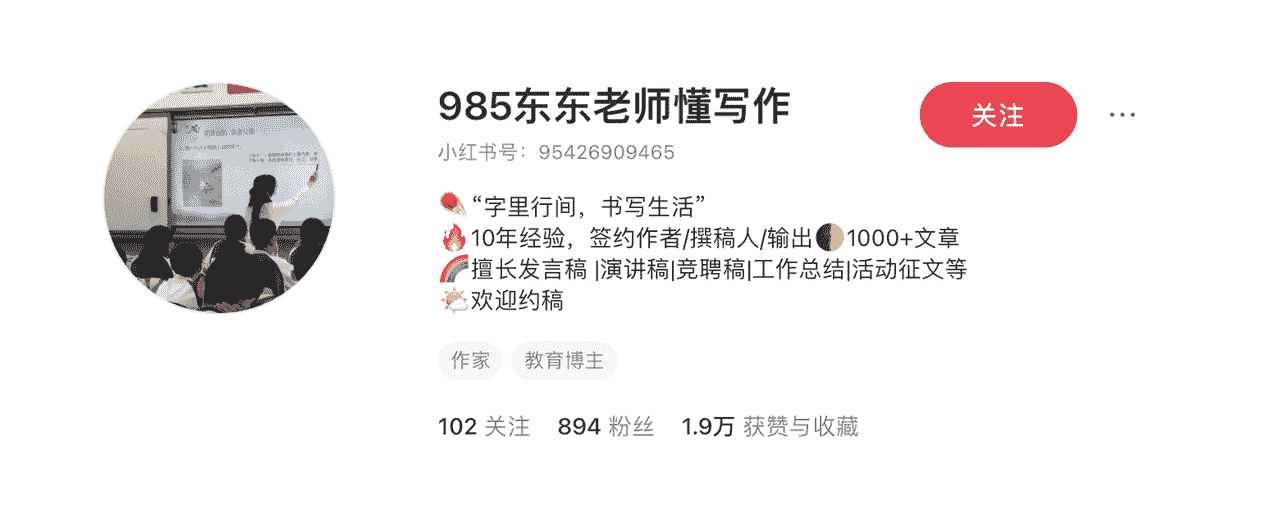 985东东老师懂写作
关注
小红书号：95426909465
“字里行间，书写生活”
10年经验，签约作者/撰稿人/输出🌓1000+文章
擅长发言稿 |演讲稿|竞聘稿|工作总结|活动征文等
欢迎约稿
作家 教育博主
102 关注 894 粉丝 1.9万 获赞与收藏